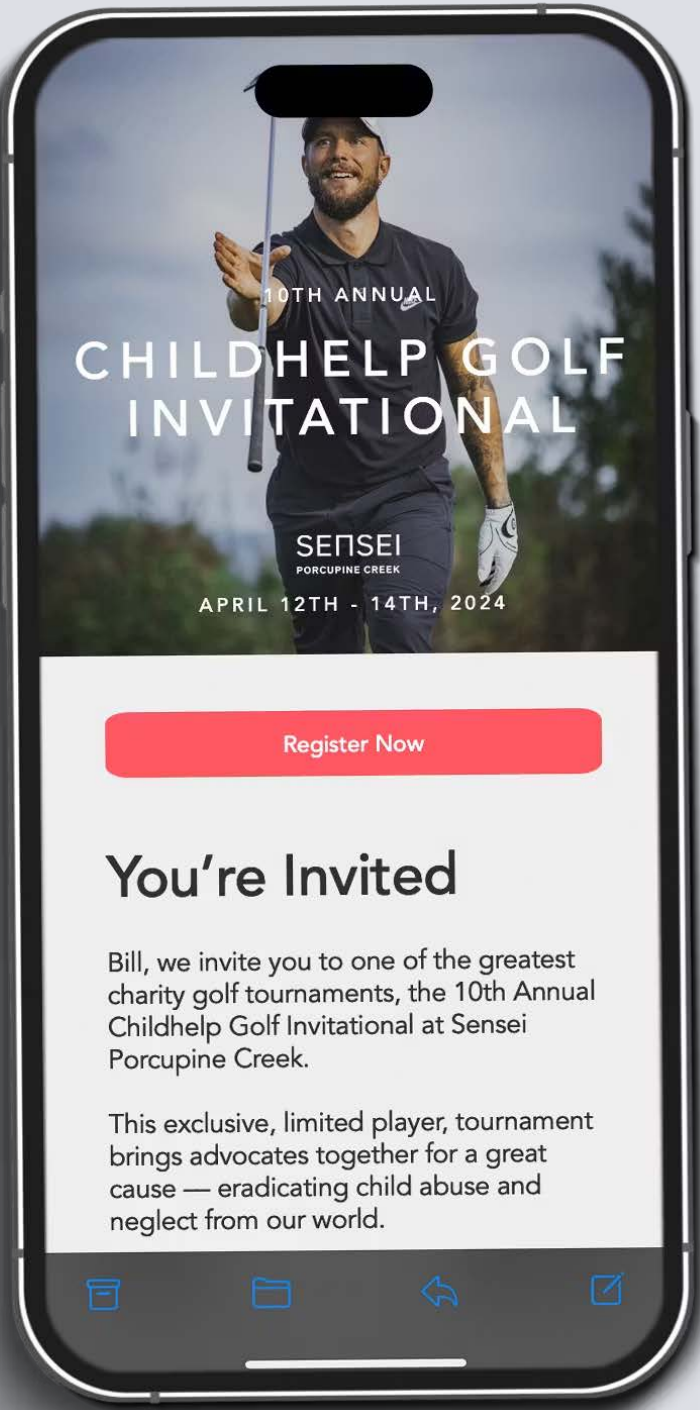 10TH ANNUAL
CHILDHELP GOLF
INVITATIONAL
SENSEI
PORCUPINE CREEK
APRIL 12TH - 14TH, 2024
Register Now
You’re Invited
Bill, we invite you to one of the greatest
charity golf tournaments, the 10th Annual
Childhelp Golf Invitational at Sensei
Porcupine Creek.
This exclusive, limited player, tournament
brings advocates together for a great
cause — eradicating child abuse and
neglect from our world.